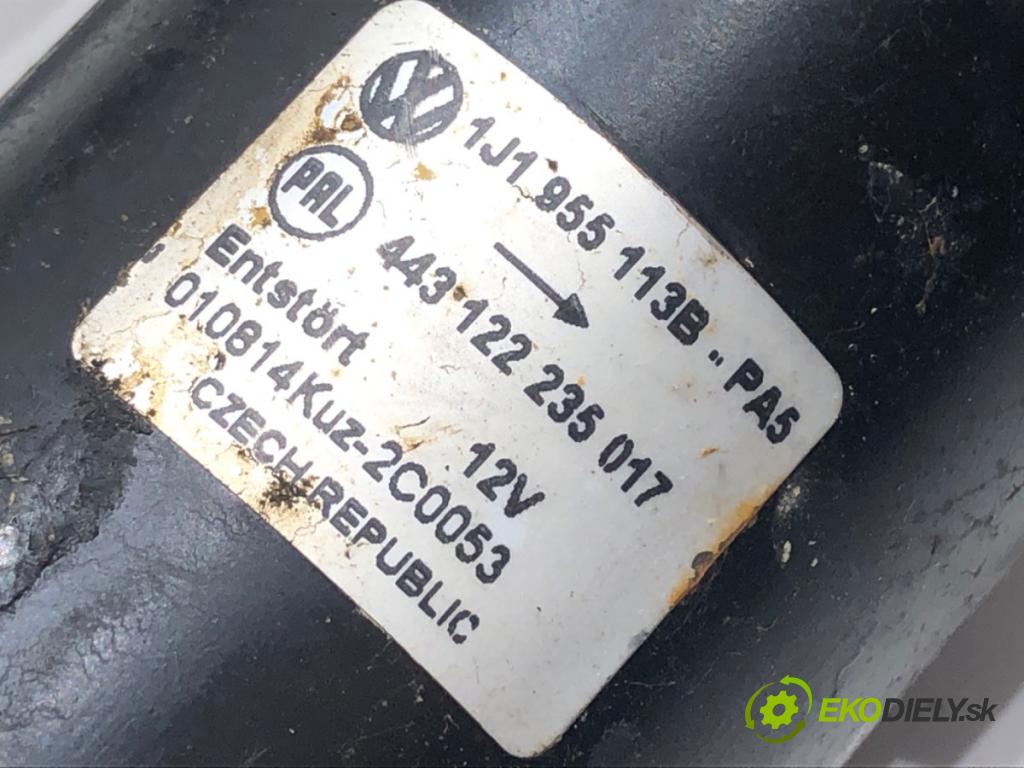 1J1 955 113B .. PA5
PAL
443 122 235 017
Entstört 12V
010814Kuz-2C0053
CZECH REPUBLIC
EKODIELY.sk